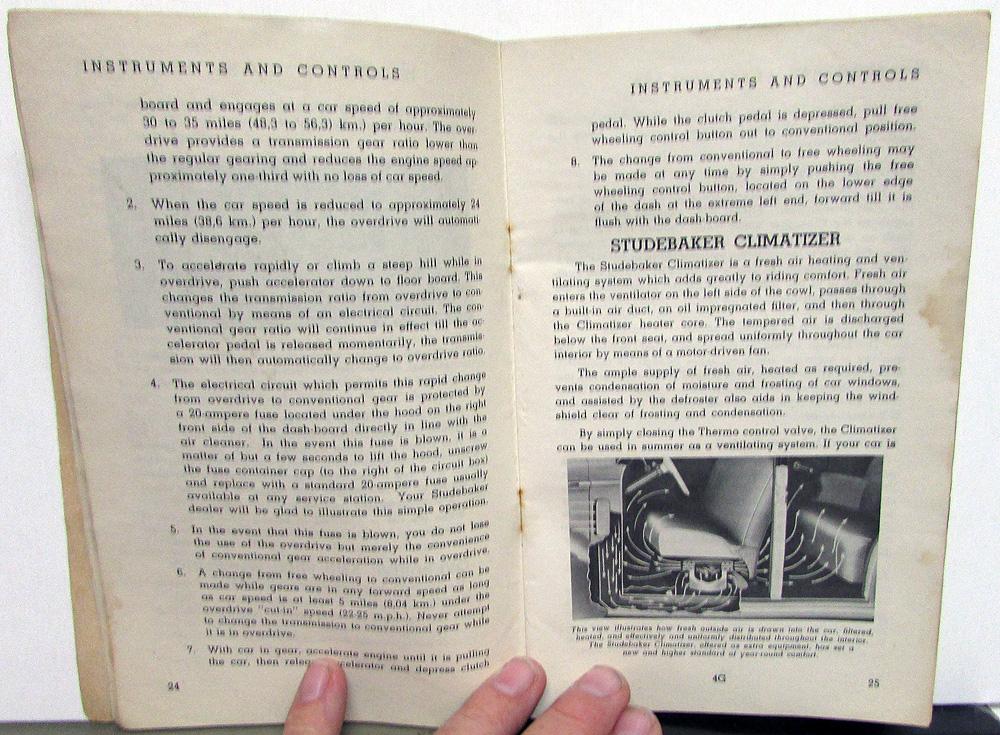 INSTRUMENTS AND CONTROLS
board and engages at a car speed of approximately
30 to 35 miles (48,3 to 56,3) km.) per hour. The over-
drive provides a transmission gear ratio lower than
the regular gearing and reduces the engine speed ap-
proximately one-third with no loss of car speed.
2. When the car speed is reduced to approximately 24
miles (38,6 km.) per hour, the overdrive will automati-
cally disengage.
3. To accelerate rapidly or climb a steep hill while in
overdrive, push accelerator down to floor board. This
changes the transmission ratio from overdrive to con-
ventional by means of an electrical circuit. The con-
ventional gear ratio will continue in effect till the ac-
celerator pedal is released momentarily, the transmis-
sion will then automatically change to overdrive ratio.
4. The electrical circuit which permits this rapid change
from overdrive to conventional gear is protected by
a 20-ampere fuse located under the hood on the right
front side of the dash-board directly in line with the
air cleaner. In the event this fuse is blown, it is a
matter of but a few seconds to lift the hood, unscrew
the fuse container cap (to the right of the circuit box)
and replace with a standard 20-ampere fuse usually
available at any service station. Your Studebaker
dealer will be glad to illustrate this simple operation.
5. In the event that this fuse is blown, you do not lose
the use of the overdrive but merely the convenience
of conventional gear acceleration while in overdrive.
6. A change from free wheeling to conventional can be
made while gears are in any forward speed as long
as car speed is at least 5 miles (8,04 km.) under the
overdrive "cut-in" speed (22-25 m.p.h.). Never attempt
to change the transmission to conventional gear while
it is in overdrive.
7. With car in gear, accelerate engine until it is pulling
the car, then accelerator and depress clutch
24
INSTRUMENTS AND CONTROLS
pedal. While the clutch pedal is depressed, pull free
wheeling control button out to conventional position.
8. The change from conventional to free wheeling may
be made at any time by simply pushing the free
wheeling control button, located on the lower edge
of the dash at the extreme left end, forward till it is
flush with the dash-board.
STUDEBAKER CLIMATIZER
The Studebaker Climatizer is a fresh air heating and ven-
tilating system which adds greatly to riding comfort. Fresh air
enters the ventilator on the left side of the cowl, passes through
a built-in air duct, an oil impregnated filter, and then through
the Climatizer heater core. The tempered air is discharged
below the front seat, and spread uniformly throughout the car
interior by means of a motor-driven fan.
The ample supply of fresh air, heated as required, pre-
vents condensation of moisture and frosting of car windows,
and assisted by the defroster also aids in keeping the wind-
shield clear of frosting and condensation.
By simply closing the Thermo control valve, the Climatizer
can be used in summer as a ventilating system. If your car is
This view illustrates how fresh outside air is drawn into the car, filtered,
heated, and effectively and uniformly distributed throughout the interior.
The Studebaker Climatizer, offered as extra equipment, has set a
new and higher standard of year-round comfort.
4G
25